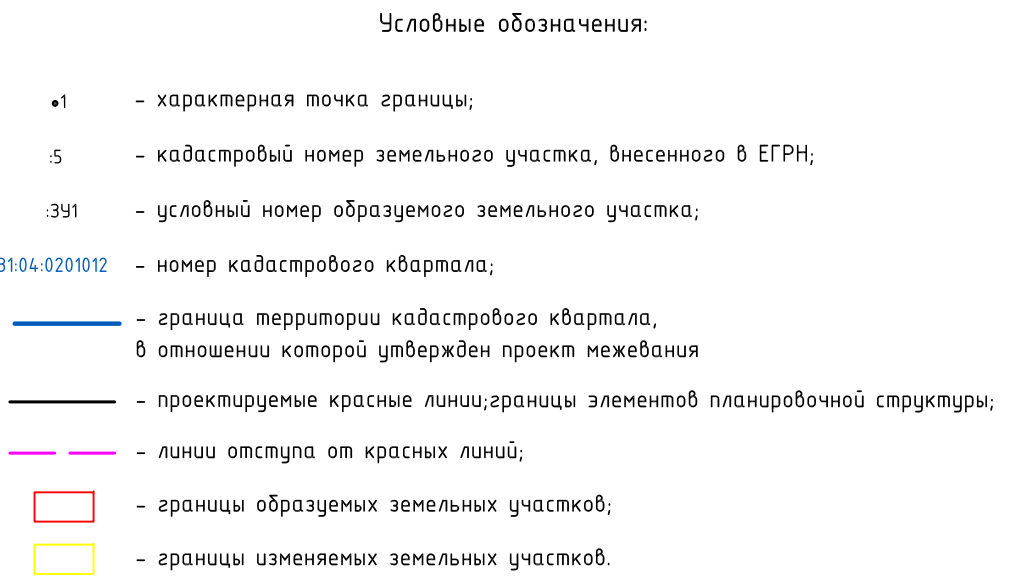 Условные обозначения:
•1 – характерная точка границы;
:5 – кадастровый номер земельного участка, внесенного в ЕГРН;
:ЗУ1 – условный номер образуемого земельного участка;
31:04:0201012 – номер кадастрового квартала;
– граница территории кадастрового квартала,
в отношении которой утвержден проект межевания
– проектируемые красные линии;границы элементов планировочной структуры;
– линии отступа от красных линий;
– границы образуемых земельных участков;
– границы изменяемых земельных участков.